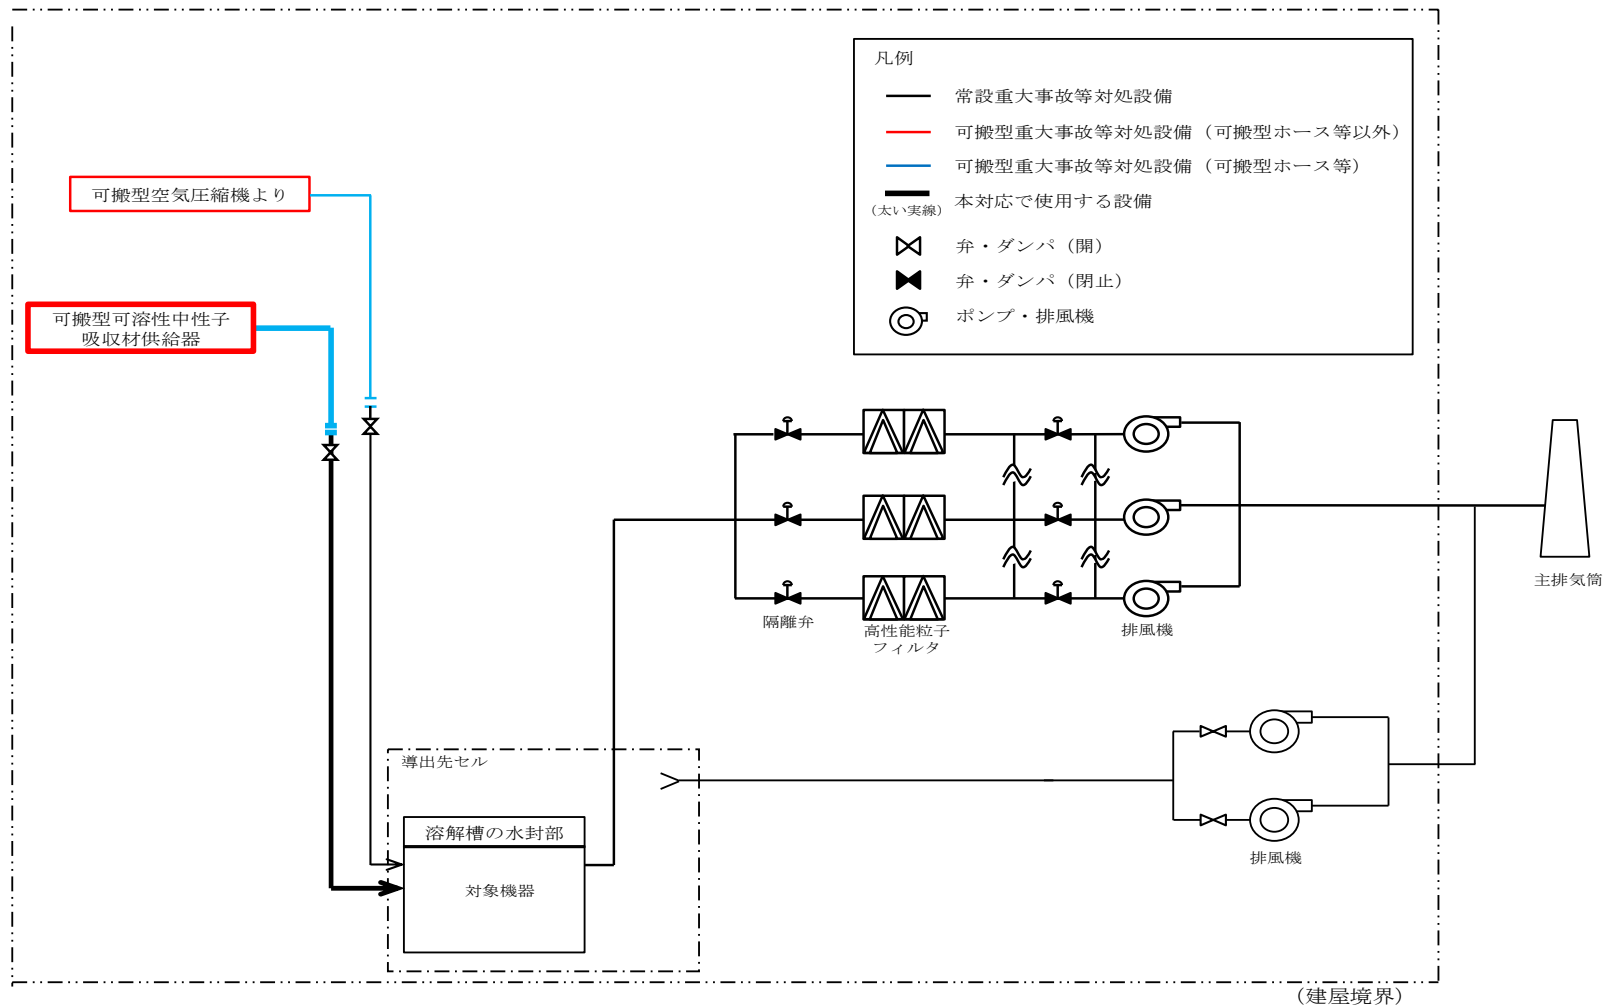 凡例
常設重大事故等対処設備
可搬型重大事故等対処設備（可搬型ホース等以外）
可搬型重大事故等対処設備（可搬型ホース等）
（太い実線）
本対応で使用する設備
弁・ダンパ（開）
弁・ダンパ（閉止）
ポンプ・排風機
可搬型空気圧縮機より
可搬型可溶性中性子
吸収材供給器
主排気筒
隔離弁
高性能粒子
フィルタ
排風機
導出先セル
溶解槽の水封部
対象機器
排風機
（建屋境界）